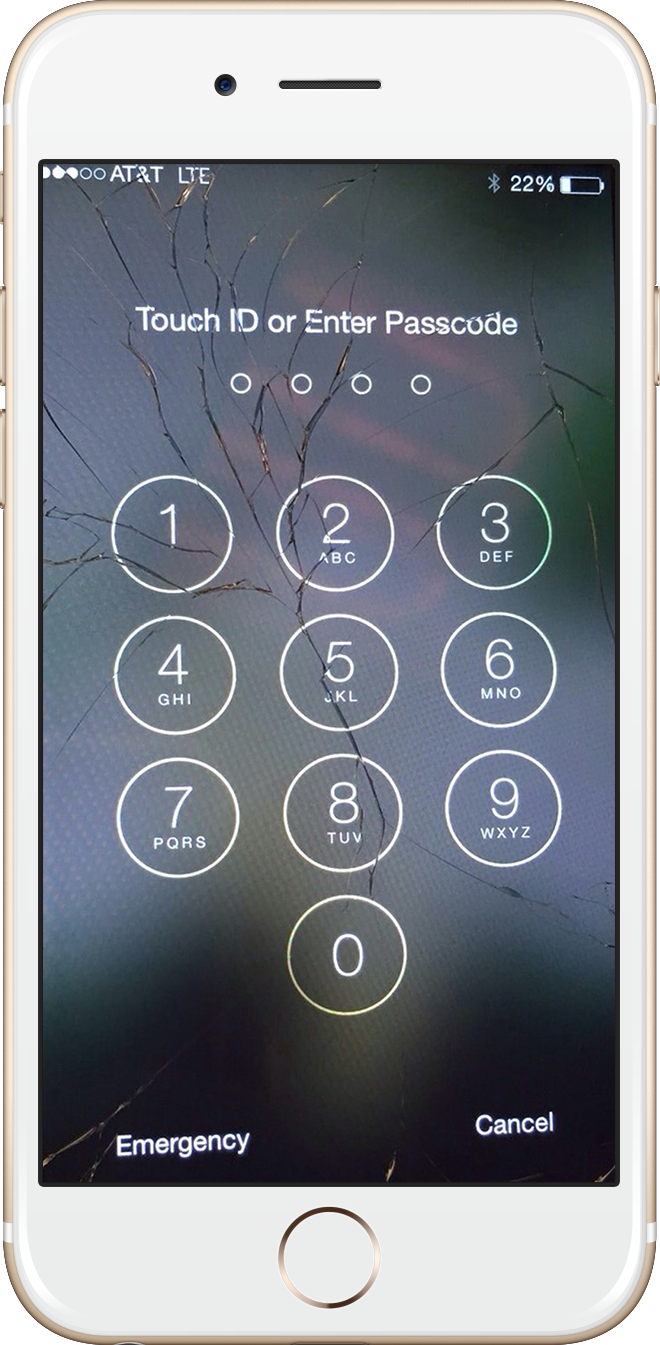 AT&T LTE 22%
Touch ID or Enter Passcode
1 2 3
ABC DEF
4 5 6
GHI JKL MNO
7 8 9
PQRS TUV WXYZ
0
Emergency Cancel